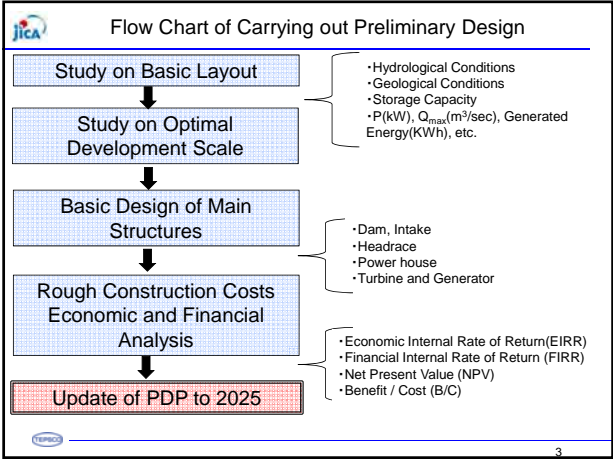 jICA
Flow Chart of Carrying out Preliminary Design
Study on Basic Layout
Study on Optimal
Development Scale
・Hydrological Conditions
・Geological Conditions
・Storage Capacity
・P(kW), Qmax(m³/sec), Generated
Energy(KWh), etc.
Basic Design of Main
Structures
・Dam, Intake
・Headrace
・Power house
・Turbine and Generator
Rough Construction Costs
Economic and Financial
Analysis
・Economic Internal Rate of Return(EIRR)
・Financial Internal Rate of Return (FIRR)
・Net Present Value (NPV)
・Benefit / Cost (B/C)
Update of PDP to 2025
TEPSCO
3